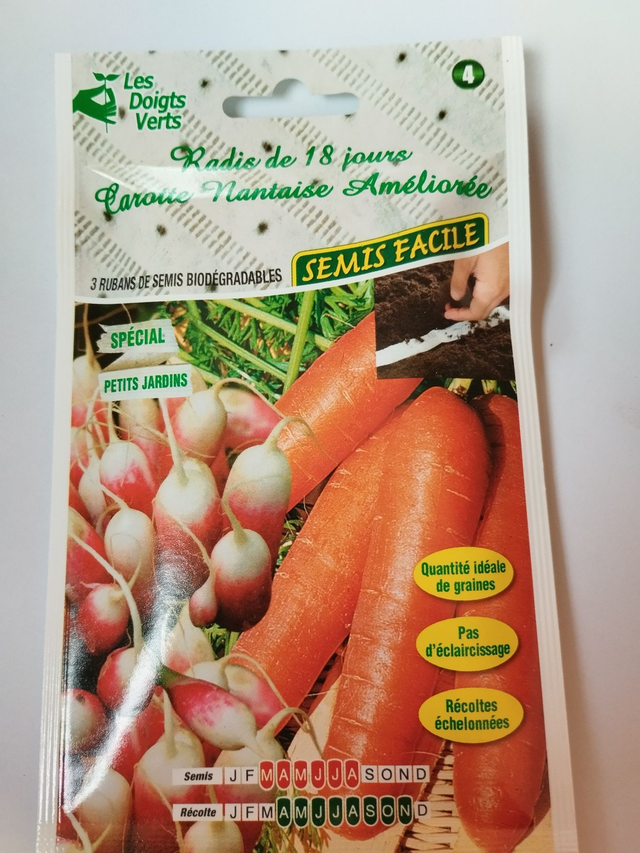 Les
Doigts
Verts
4
Radis de 18 jours
Carotte Nantaise Améliorée
3 RUBANS DE SEMIS BIODÉGRADABLES
SEMIS FACILE
SPÉCIAL
PETITS JARDINS
Quantité idéale
de graines
Pas
d'éclaircissage
Récoltes
échelonnées
Semis J F M A M J J A S O N D
Récolte J F M A M J J A S O N D